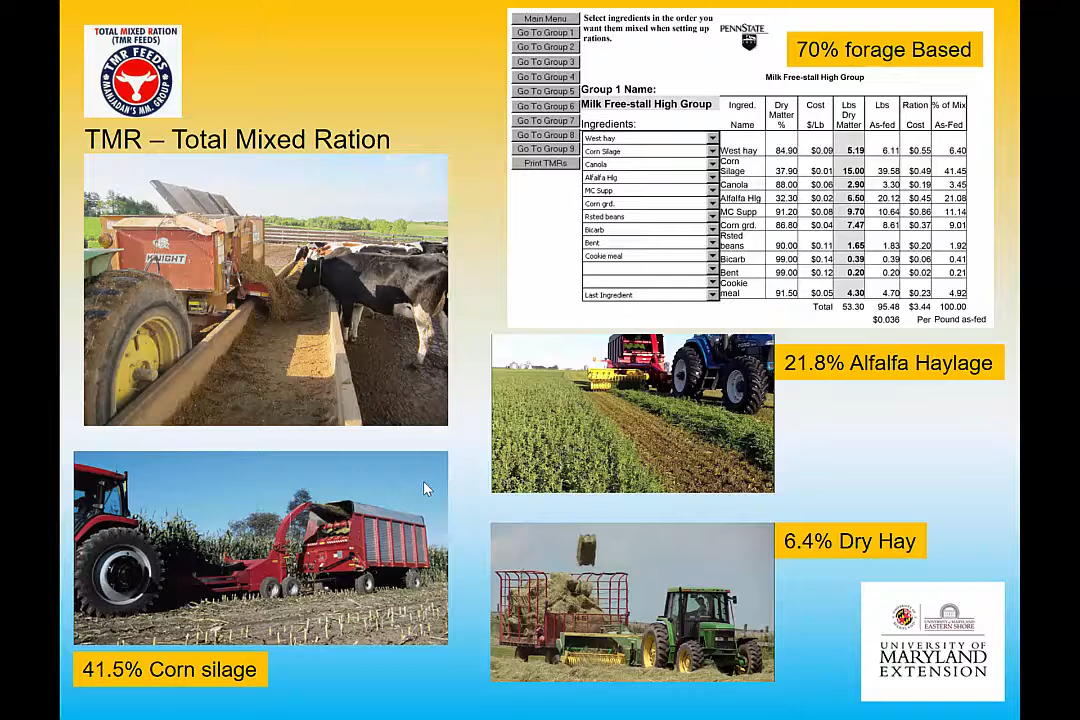 TOTAL MIXED RATION
(TMR FEEDS)
TMR FEEDS
MANJADAN'S MM. GROUP
TMR – Total Mixed Ration
KNIGHT
Main Menu
Go To Group 1
Go To Group 2
Go To Group 3
Go To Group 4
Go To Group 5
Go To Group 6
Go To Group 7
Go To Group 8
Go To Group 9
Print TMRs
Select ingredients in the order you
want them mixed when setting up
rations.
PENNSTATE
70% forage Based
Milk Free-stall High Group
Group 1 Name:
Milk Free-stall High Group
Ingredients:
West hay
Corn Silage
Canola
Alfalfa Hlg
MC Supp
Corn grd.
Rsted beans
Bicarb
Bent
Cookie meal
Last Ingredient
Ingred. Name Dry Matter % Cost $/Lb Lbs Dry Matter Lbs As-fed Ration Cost % of Mix As-Fed
West hay 84.90 $0.09 5.19 6.11 $0.55 6.40
Corn Silage 37.90 $0.01 15.00 39.58 $0.49 41.45
Canola 88.00 $0.06 2.90 3.30 $0.19 3.45
Alfalfa Hlg 32.30 $0.02 6.50 20.12 $0.45 21.08
MC Supp 91.20 $0.08 9.70 10.64 $0.86 11.14
Corn grd. 86.80 $0.04 7.47 8.61 $0.37 9.01
Rsted beans 90.00 $0.11 1.65 1.83 $0.20 1.92
Bicarb 99.00 $0.14 0.39 0.39 $0.06 0.41
Bent 99.00 $0.12 0.20 0.20 $0.02 0.21
Cookie meal 91.50 $0.05 4.30 4.70 $0.23 4.92
Total 53.30 95.48 $3.44 100.00
$0.036 Per Pound as-fed
21.8% Alfalfa Haylage
6.4% Dry Hay
41.5% Corn silage
UNIVERSITY OF MARYLAND
EASTERN SHORE
UNIVERSITY OF
MARYLAND
EXTENSION